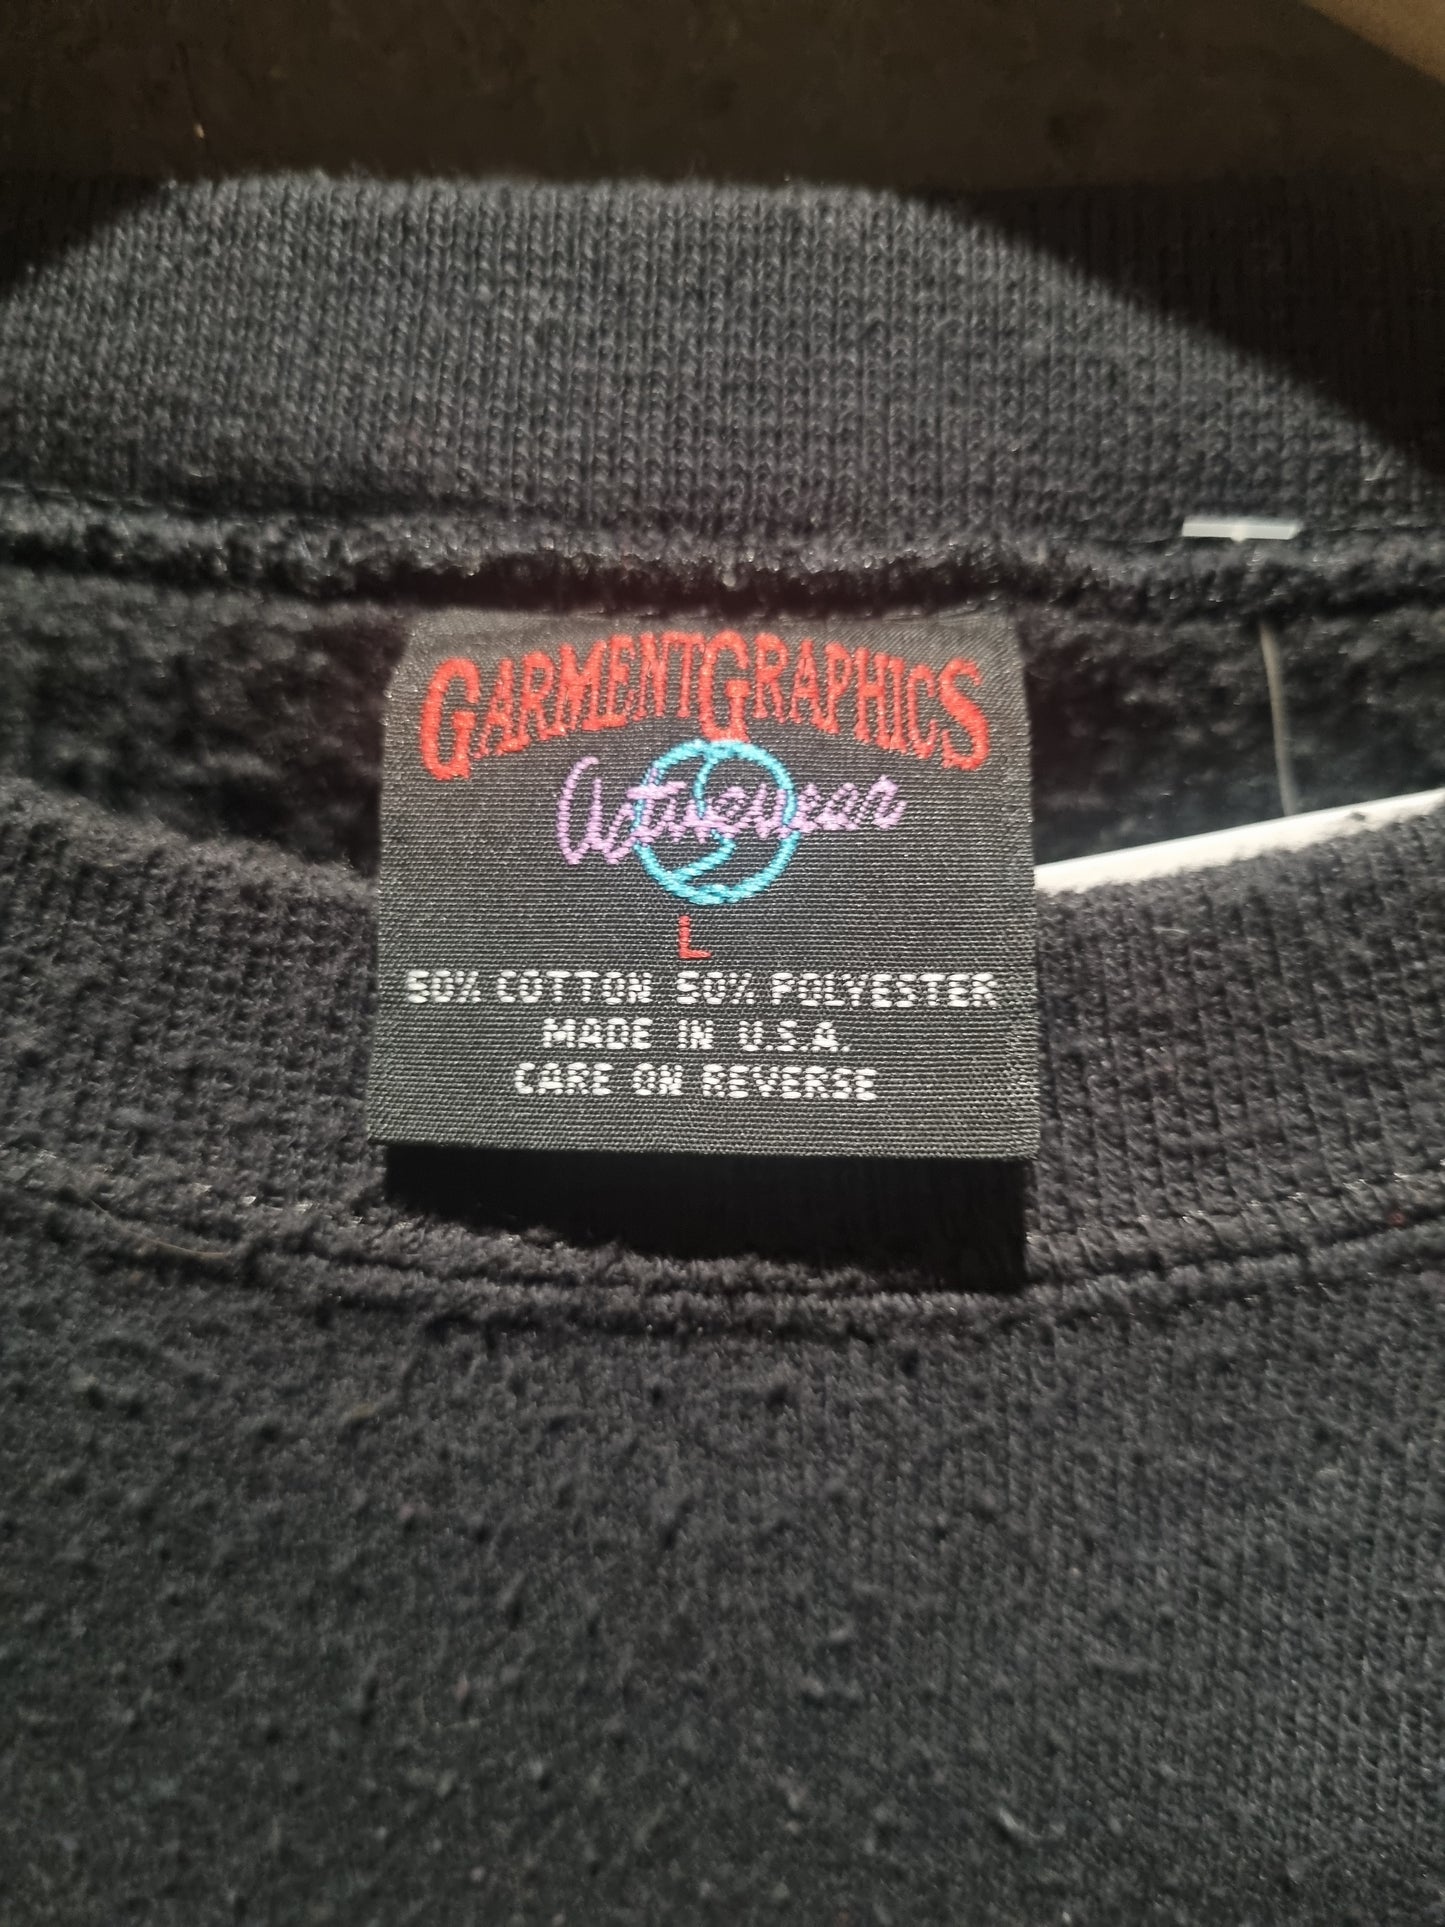 GARMENTGRAPHICS
Activewear
L
50% COTTON 50% POLYESTER
MADE IN U.S.A.
CARE ON REVERSE